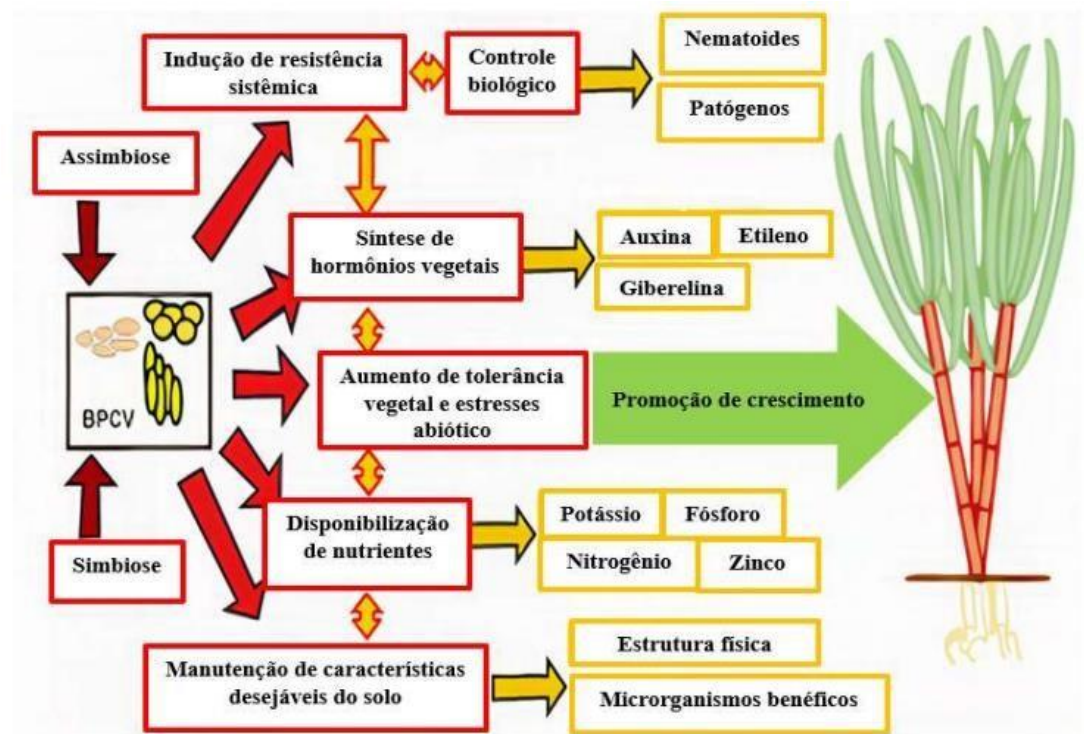 Indução de resistência
sistêmica
Controle
biológico
Nematoides
Patógenos
Assimbiose
Síntese de
hormônios vegetais
Auxina
Etileno
Giberelina
BPCV
Aumento de tolerância
vegetal e estresses
abiótico
Promoção de crescimento
Simbiose
Disponibilização
de nutrientes
Potássio
Fósforo
Nitrogênio
Zinco
Manutenção de características
desejáveis do solo
Estrutura física
Microrganismos benéficos